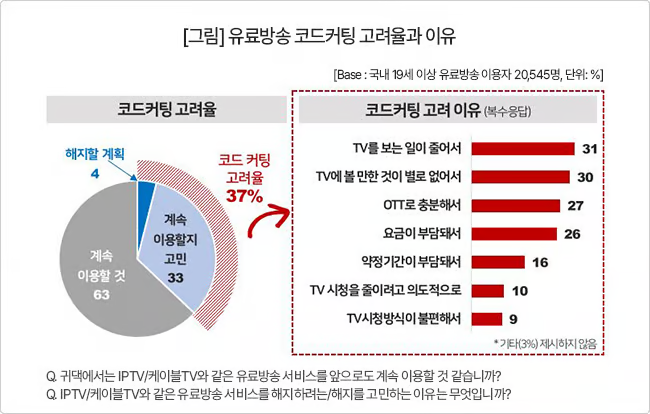 [그림] 유료방송 코드커팅 고려율과 이유
[Base : 국내 19세 이상 유료방송 이용자 20,545명, 단위: %]
코드커팅 고려율
해지할 계획
4
코드 커팅
고려율
37%
계속
이용할지
고민
33
계속
이용할 것
63
코드커팅 고려 이유 (복수응답)
TV를 보는 일이 줄어서 31
TV에 볼 만한 것이 별로 없어서 30
OTT로 충분해서 27
요금이 부담돼서 26
약정기간이 부담돼서 16
TV 시청을 줄이려고 의도적으로 10
TV시청방식이 불편해서 9
* 기타(3%) 제시하지 않음
Q. 귀댁에서는 IPTV/케이블TV와 같은 유료방송 서비스를 앞으로도 계속 이용할 것 같습니까?
Q. IPTV/케이블TV와 같은 유료방송 서비스를 해지하려는/해지를 고민하는 이유는 무엇입니까?